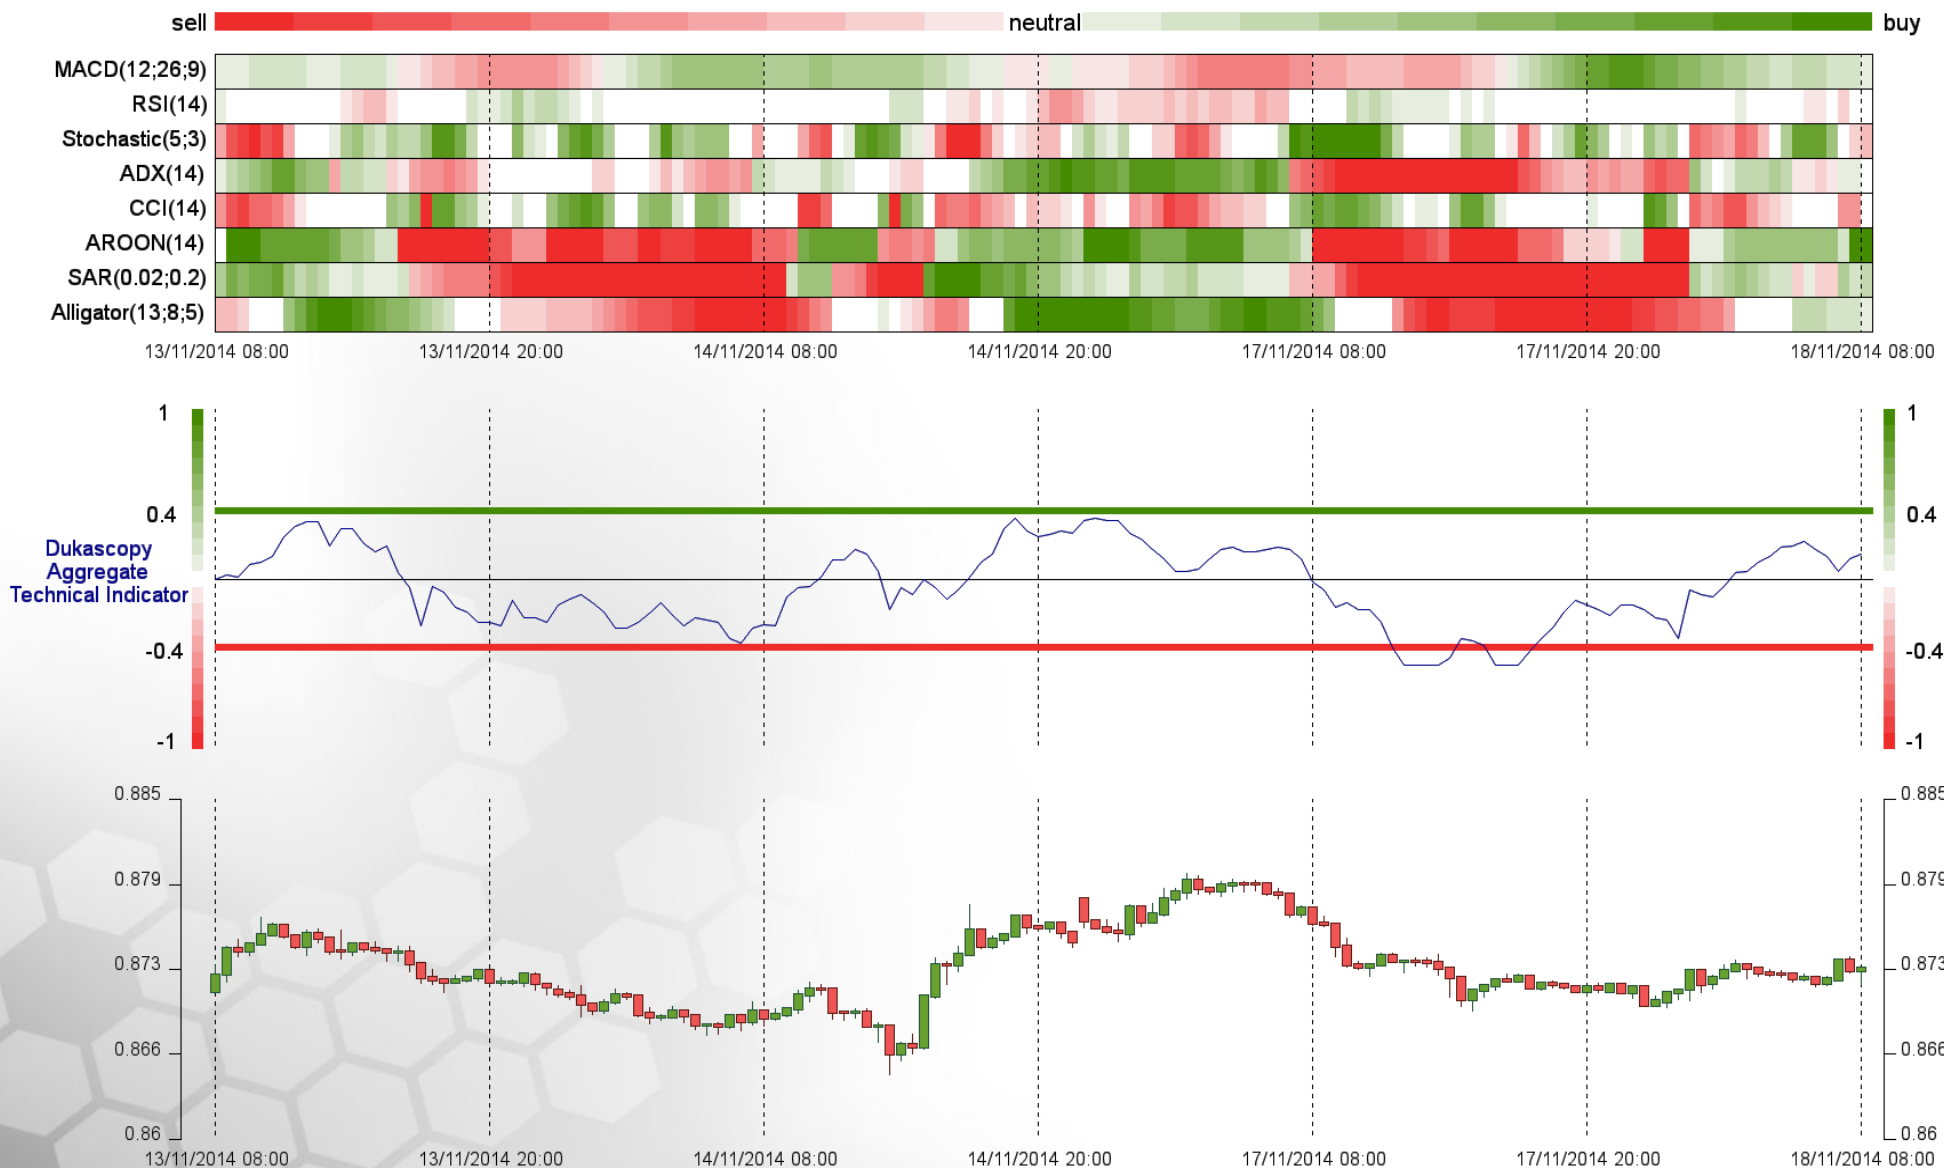 sell neutral buy
MACD(12;26;9)
RSI(14)
Stochastic(5;3)
ADX(14)
CCI(14)
AROON(14)
SAR(0.02;0.2)
Alligator(13;8;5)
13/11/2014 08:00 13/11/2014 20:00 14/11/2014 08:00 14/11/2014 20:00 17/11/2014 08:00 17/11/2014 20:00 18/11/2014 08:00
1 1
0.4 0.4
Dukascopy
Aggregate
Technical Indicator
-0.4 -0.4
-1 -1
0.885 0.885
0.879 0.879
0.873 0.873
0.866 0.866
0.86 0.86
13/11/2014 08:00 13/11/2014 20:00 14/11/2014 08:00 14/11/2014 20:00 17/11/2014 08:00 17/11/2014 20:00 18/11/2014 08:00